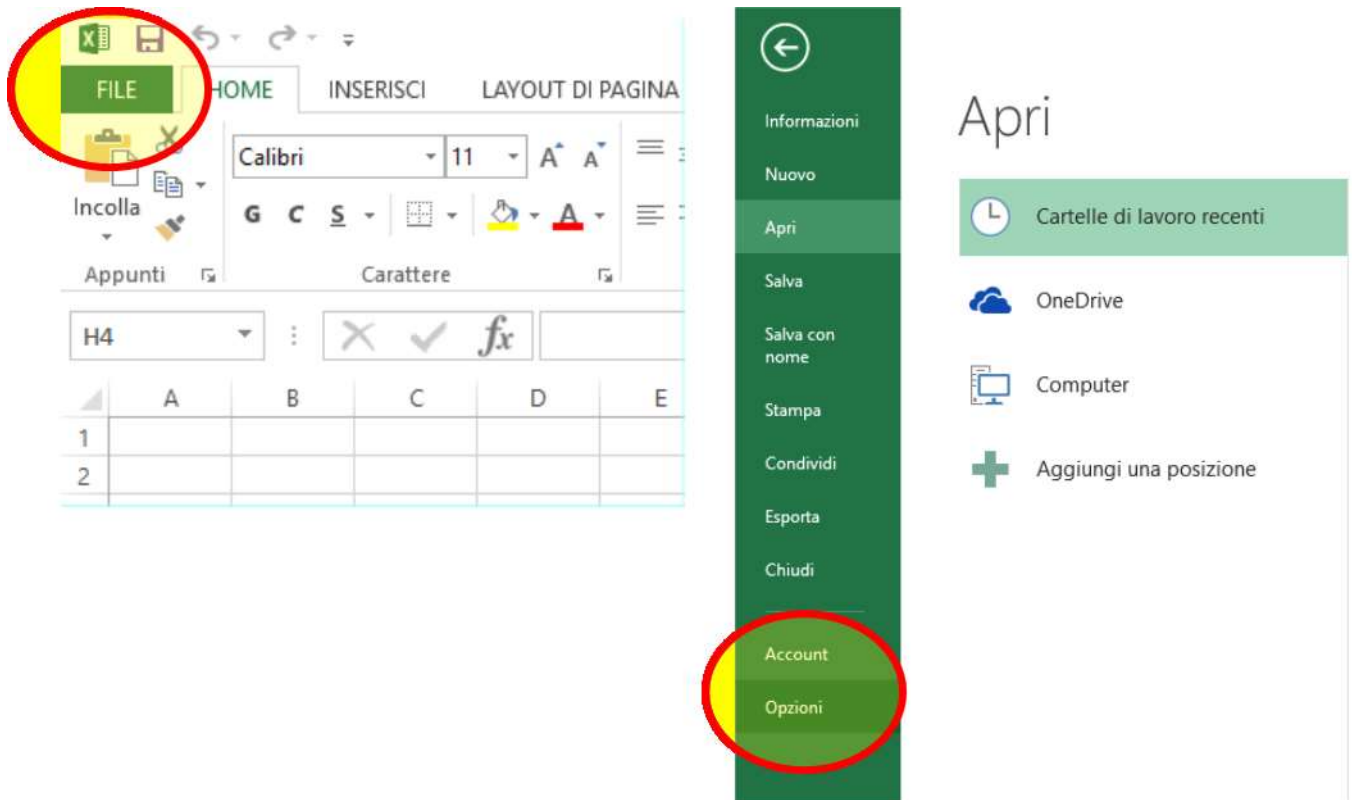 FILE HOME INSERISCI LAYOUT DI PAGINA
Calibri 11 A A
Incolla
G C S A
Appunti Carattere
H4 fx
A B C D E
1
2
Informazioni
Nuovo
Apri
Salva
Salva con
nome
Stampa
Condividi
Esporta
Chiudi
Account
Opzioni
Apri
Cartelle di lavoro recenti
OneDrive
Computer
Aggiungi una posizione